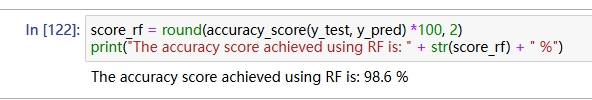 In [122]: score_rf = round(accuracy_score(y_test, y_pred) *100, 2)
print("The accuracy score achieved using RF is: " + str(score_rf) + " %")
The accuracy score achieved using RF is: 98.6 %